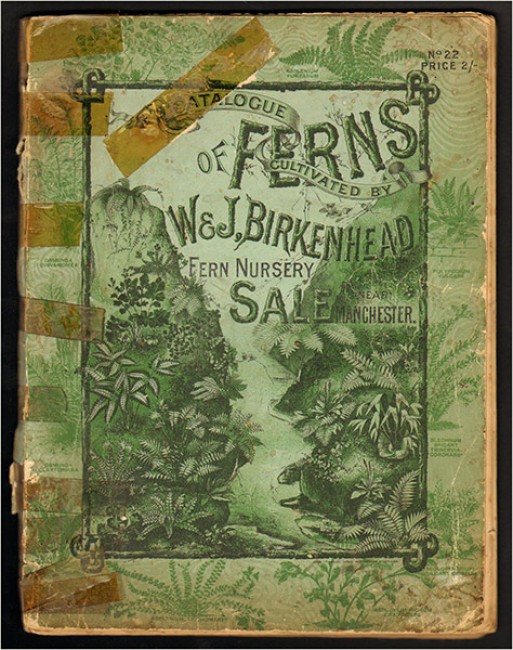 Nº 22
PRICE 2/-
CATALOGUE
OF FERNS
CULTIVATED BY
W & J, BIRKENHEAD
FERN NURSERY
SALE NEAR
MANCHESTER.